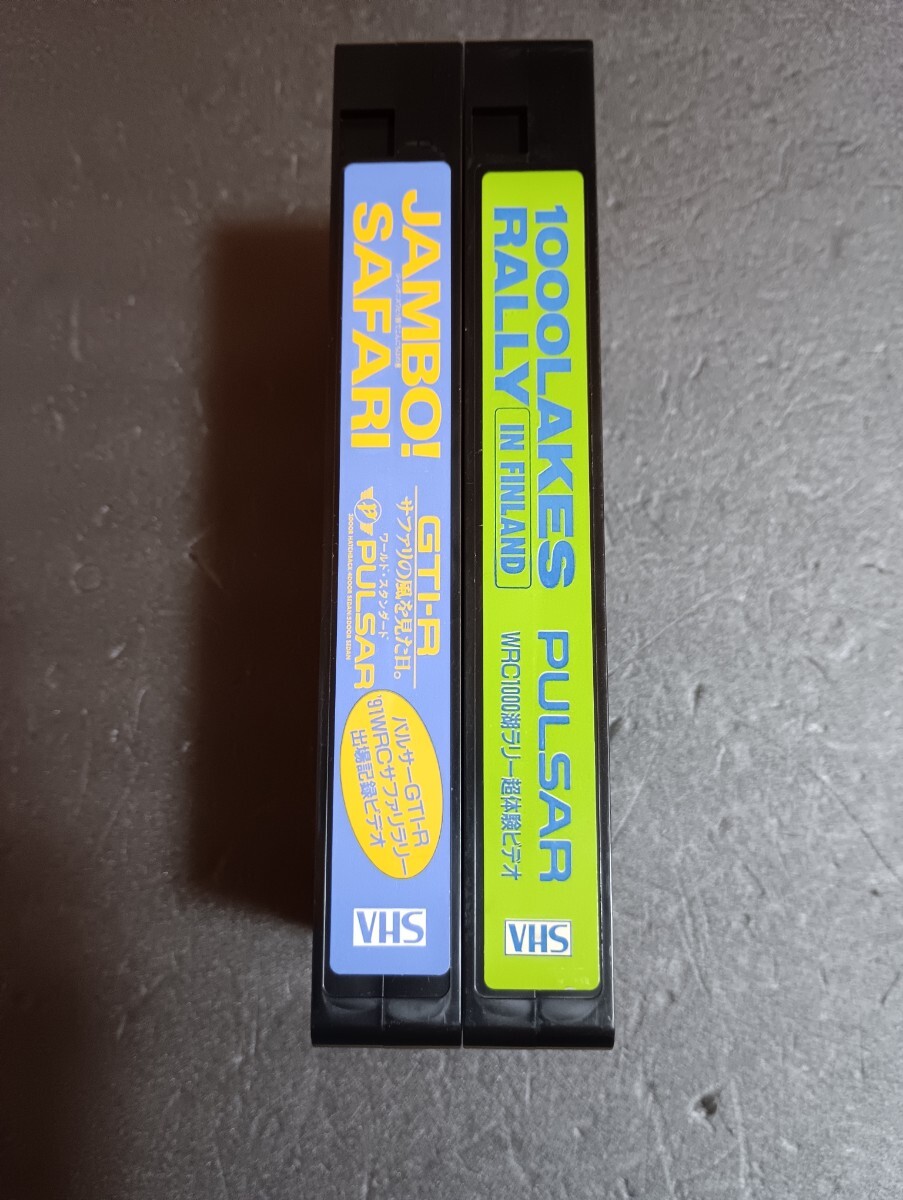 JAMBO!
SAFARI
GTI-R
サファリの風を見た日。
ワールド・スタンダード
PULSAR
パルサーGTI-R
'91WRCサファリラリー
出場記録ビデオ
VHS
1000LAKES
RALLY
IN FINLAND
PULSAR
WRC1000湖ラリー超体験ビデオ
VHS